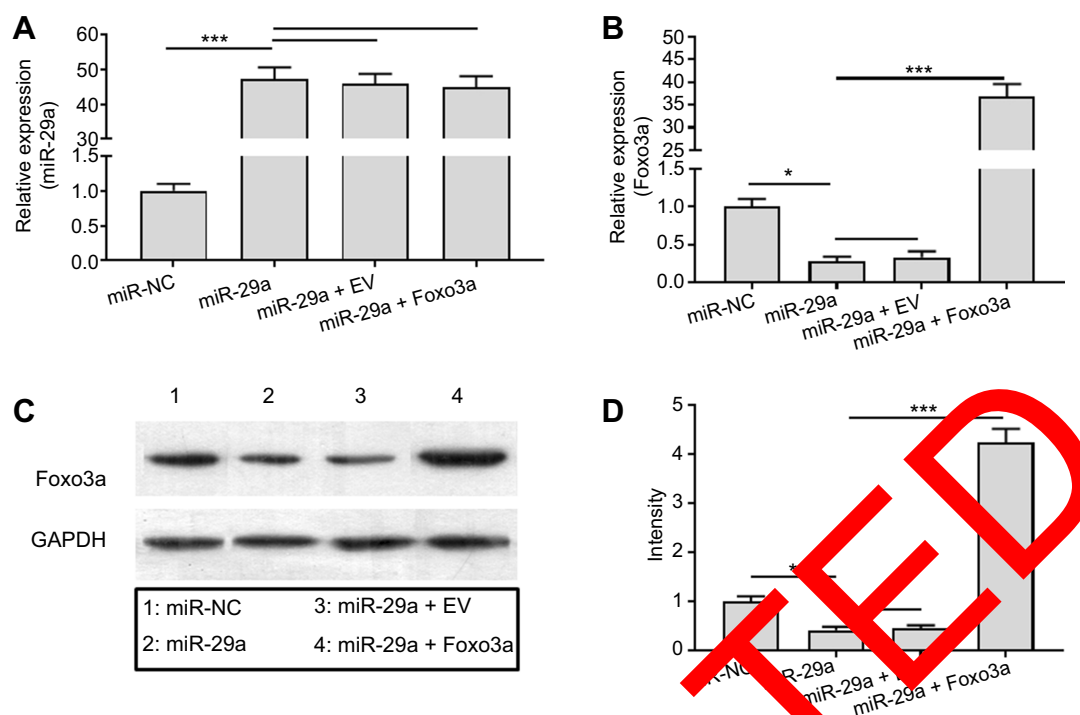 A
Relative expression
(miR-29a)
60
50
40
30
1.5
1.0
0.5
0.0
***
miR-NC
miR-29a
miR-29a + EV
miR-29a + Foxo3a
B
Relative expression
(Foxo3a)
50
45
40
35
30
25
1.5
1.0
0.5
0.0
*
***
miR-NC
miR-29a
miR-29a + EV
miR-29a + Foxo3a
C
1 2 3 4
Foxo3a
GAPDH
1: miR-NC 3: miR-29a + EV
2: miR-29a 4: miR-29a + Foxo3a
D
Intensity
5
4
3
2
1
0
***
miR-29a +
miR-29a + Foxo3a
TED